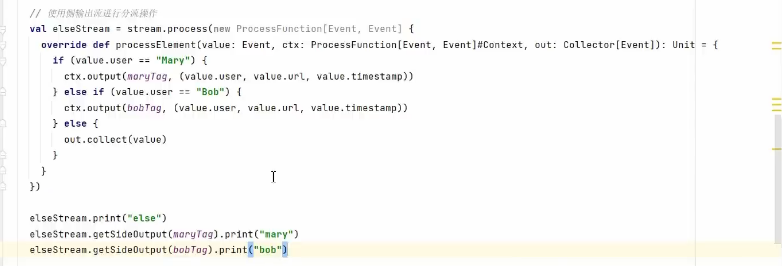 // 使用侧输出流进行分流操作
val elseStream = stream.process(new ProcessFunction[Event, Event] {
override def processElement(value: Event, ctx: ProcessFunction[Event, Event]#Context, out: Collector[Event]): Unit = {
if (value.user == "Mary") {
ctx.output(maryTag, (value.user, value.url, value.timestamp))
} else if (value.user == "Bob") {
ctx.output(bobTag, (value.user, value.url, value.timestamp))
} else {
out.collect(value)
}
}
})
elseStream.print("else")
elseStream.getSideOutput(maryTag).print("mary")
elseStream.getSideOutput(bobTag).print("bob")